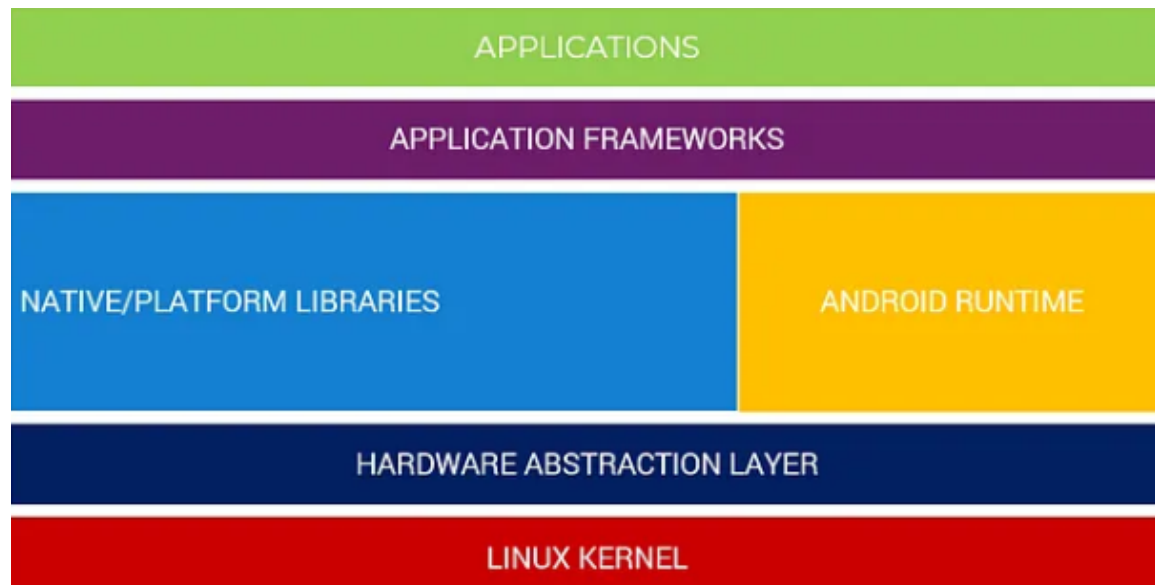 APPLICATIONS
APPLICATION FRAMEWORKS
NATIVE/PLATFORM LIBRARIES
ANDROID RUNTIME
HARDWARE ABSTRACTION LAYER
LINUX KERNEL